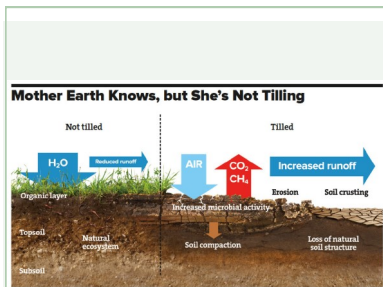 Mother Earth Knows, but She's Not Tilling
Not tilled
Tilled
H₂O
Reduced runoff
AIR
CO₂
CH₄
Increased runoff
Erosion
Soil crusting
Organic layer
Increased microbial activity
Topsoil
Natural
ecosystem
Soil compaction
Loss of natural
soil structure
Subsoil